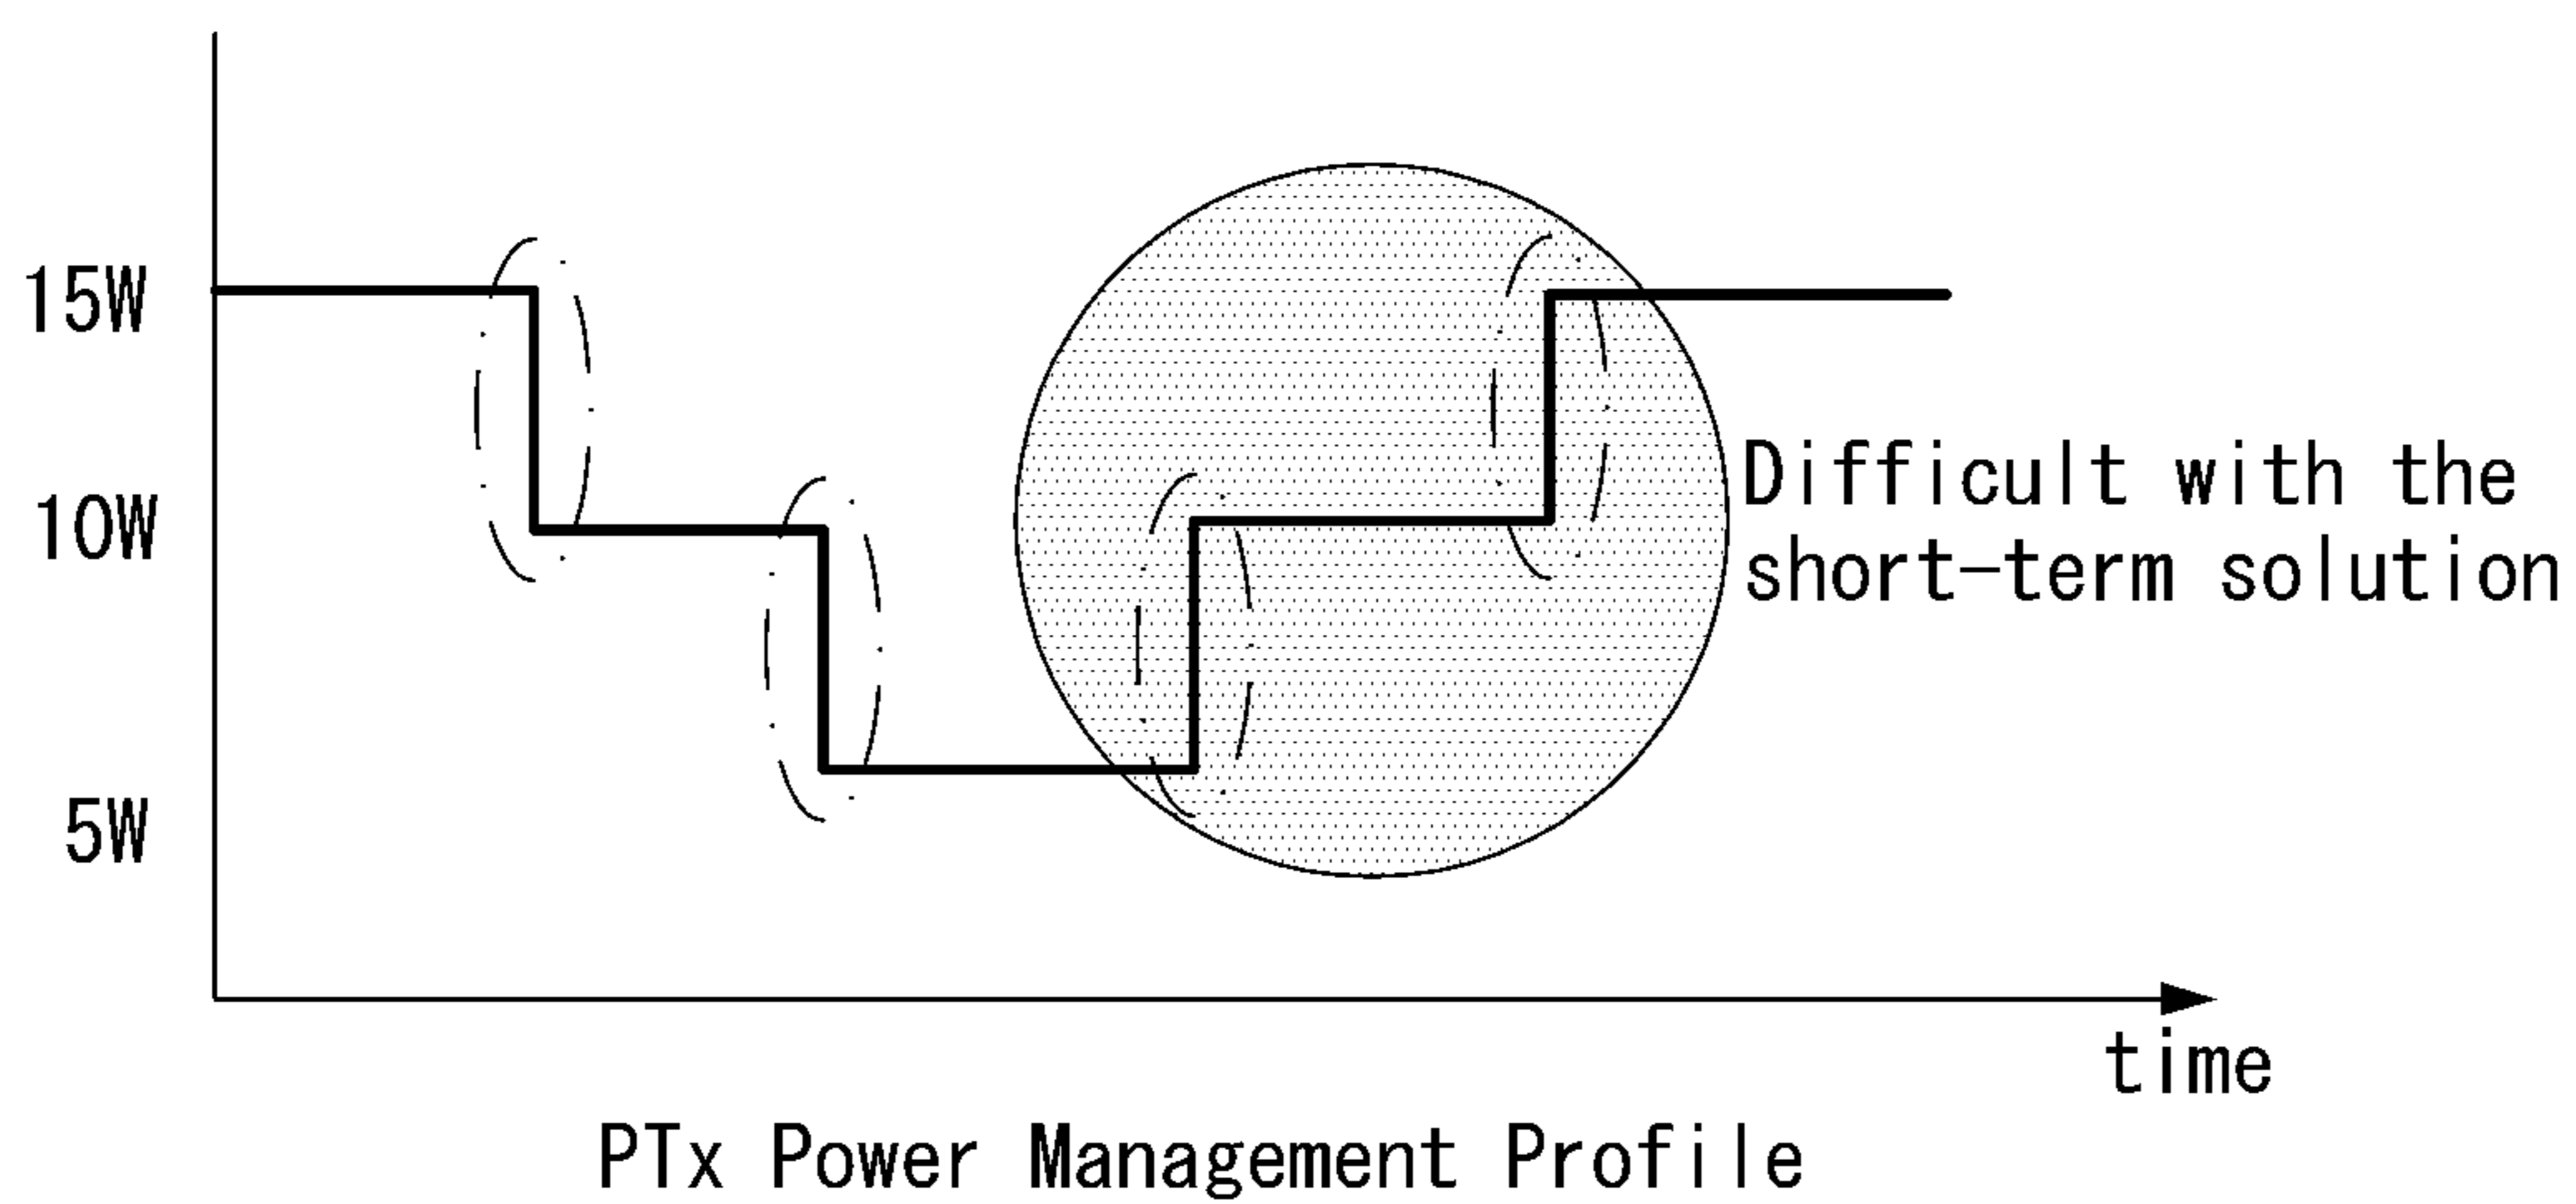 15W
10W
5W
Difficult with the
short-term solution
time
PTx Power Management Profile